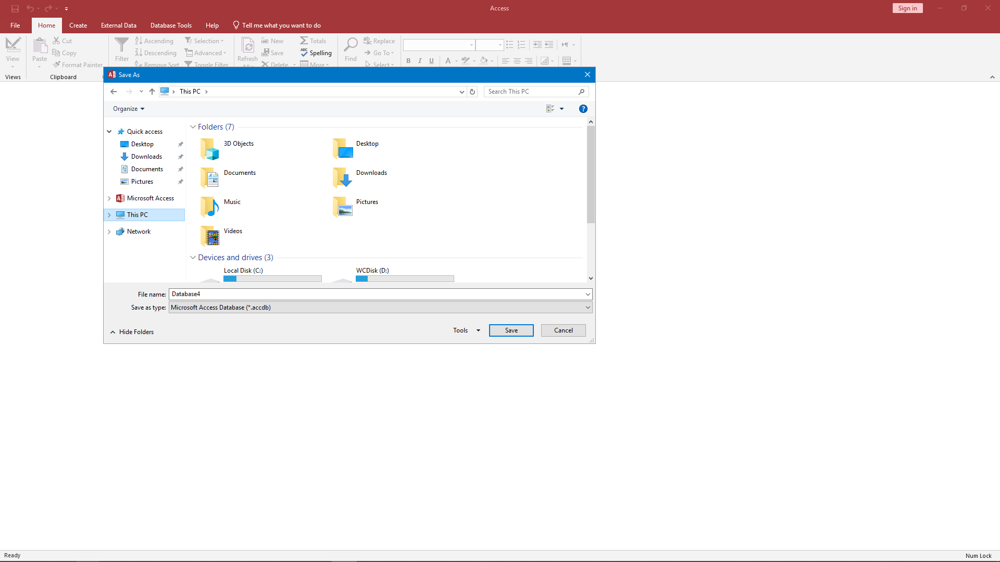 Access
Sign in
File Home Create External Data Database Tools Help Tell me what you want to do
View
Views
Paste
Cut
Copy
Format Painter
Clipboard
Filter
Ascending
Descending
Remove Sort
Selection
Advanced
Toggle Filter
Refresh
All
New
Save
Delete
Totals
Spelling
More
Find
Replace
Go To
Select
B I U A
Save As
This PC
Search This PC
Organize
Quick access
Desktop
Downloads
Documents
Pictures
Microsoft Access
This PC
Network
Folders (7)
3D Objects
Desktop
Documents
Downloads
Music
Pictures
Videos
Devices and drives (3)
Local Disk (C:)
WCDisk (D:)
File name: Database4
Save as type: Microsoft Access Database (*.accdb)
Hide Folders
Tools
Save
Cancel
Ready
Num Lock